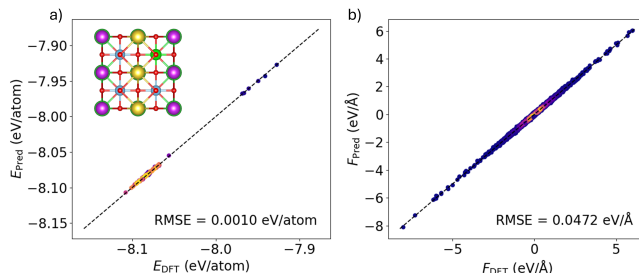 a)
−7.90
−7.95
−8.00
−8.05
−8.10
−8.15
E_Pred (eV/atom)
RMSE = 0.0010 eV/atom
−8.1
−8.0
−7.9
E_DFT (eV/atom)
b)
6
4
2
0
−2
−4
−6
−8
F_Pred (eV/Å)
RMSE = 0.0472 eV/Å
−5
0
5
F_DFT (eV/Å)